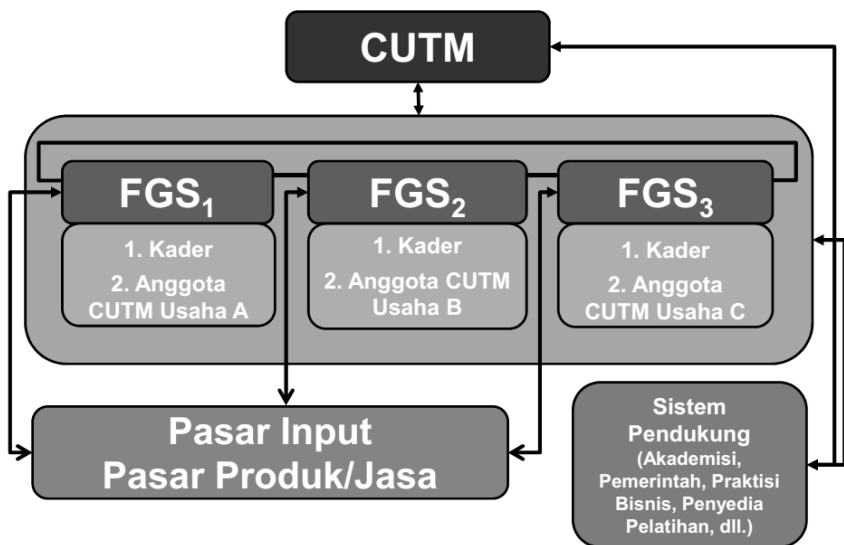 CUTM
FGS₁
FGS₂
FGS₃
1. Kader
2. Anggota
CUTM Usaha A
1. Kader
2. Anggota CUTM
Usaha B
1. Kader
2. Anggota
CUTM Usaha C
Pasar Input
Pasar Produk/Jasa
Sistem
Pendukung
(Akademisi,
Pemerintah, Praktisi
Bisnis, Penyedia
Pelatihan, dll.)